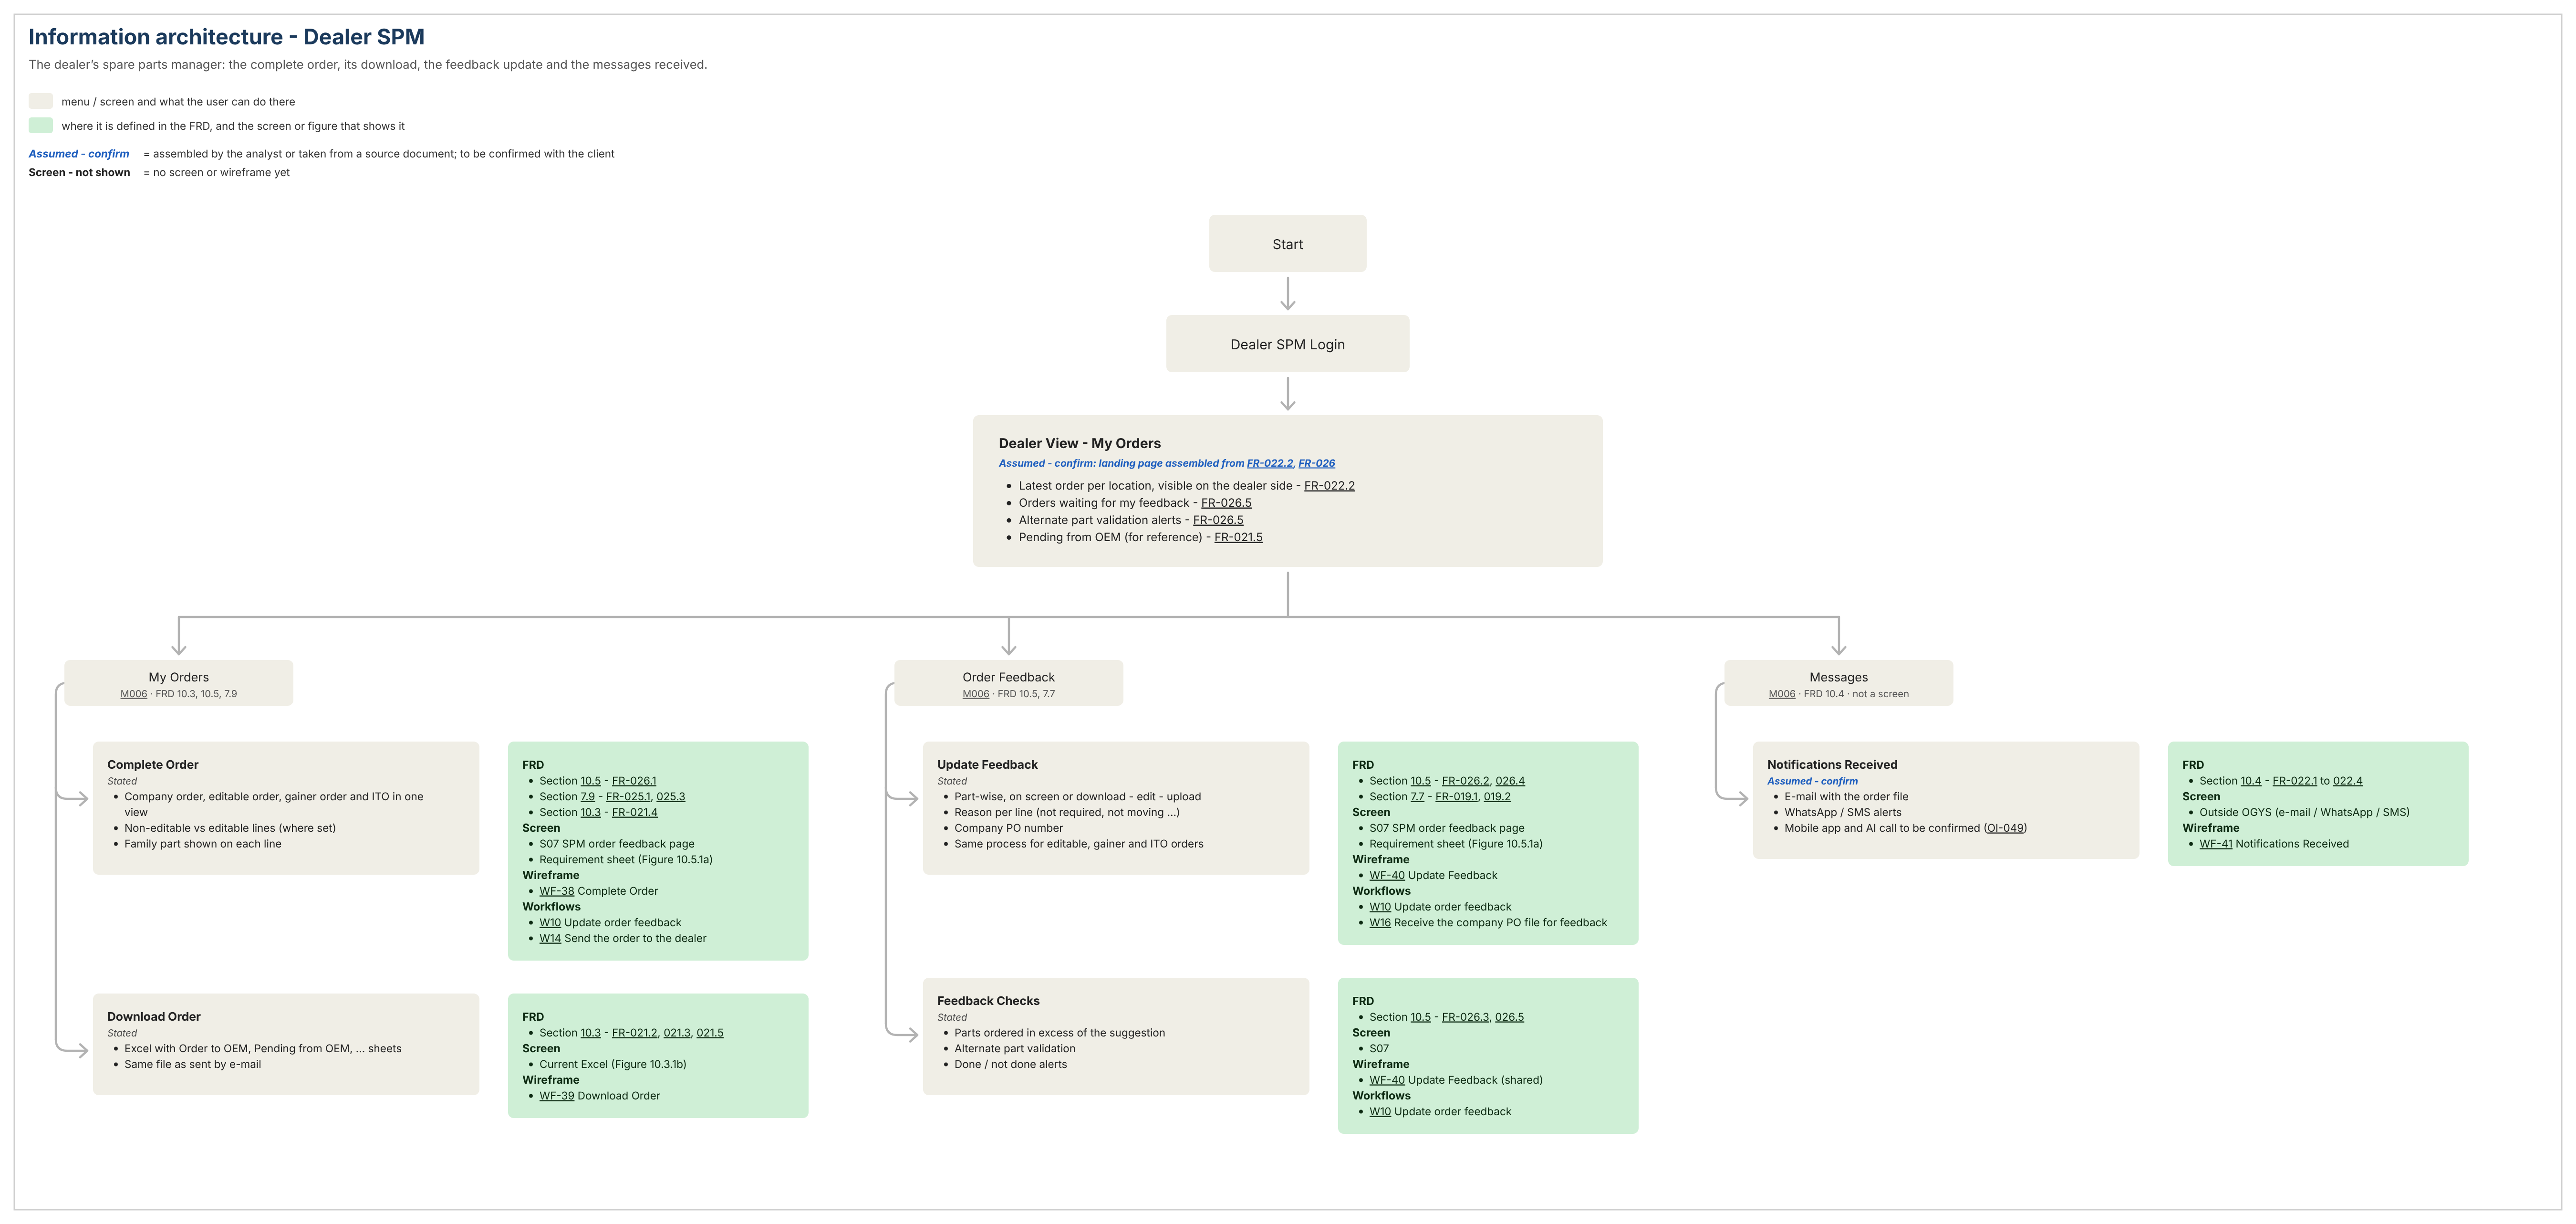 Information architecture - Dealer SPM
The dealer's spare parts manager: the complete order, its download, the feedback update and the messages received.
menu / screen and what the user can do there
where it is defined in the FRD, and the screen or figure that shows it
Assumed - confirm = assembled by the analyst or taken from a source document; to be confirmed with the client
Screen - not shown = no screen or wireframe yet
Start
Dealer SPM Login
Dealer View - My Orders
Assumed - confirm: landing page assembled from FR-022.2, FR-026
• Latest order per location, visible on the dealer side - FR-022.2
• Orders waiting for my feedback - FR-026.5
• Alternate part validation alerts - FR-026.5
• Pending from OEM (for reference) - FR-021.5
My Orders
M006 · FRD 10.3, 10.5, 7.9
Complete Order
Stated
• Company order, editable order, gainer order and ITO in one
view
• Non-editable vs editable lines (where set)
• Family part shown on each line
FRD
• Section 10.5 - FR-026.1
• Section 7.9 - FR-025.1, 025.3
• Section 10.3 - FR-021.4
Screen
• S07 SPM order feedback page
• Requirement sheet (Figure 10.5.1a)
Wireframe
• WF-38 Complete Order
Workflows
• W10 Update order feedback
• W14 Send the order to the dealer
Download Order
Stated
• Excel with Order to OEM, Pending from OEM, ... sheets
• Same file as sent by e-mail
FRD
• Section 10.3 - FR-021.2, 021.3, 021.5
Screen
• Current Excel (Figure 10.3.1b)
Wireframe
• WF-39 Download Order
Order Feedback
M006 · FRD 10.5, 7.7
Update Feedback
Stated
• Part-wise, on screen or download - edit - upload
• Reason per line (not required, not moving ...)
• Company PO number
• Same process for editable, gainer and ITO orders
FRD
• Section 10.5 - FR-026.2, 026.4
• Section 7.7 - FR-019.1, 019.2
Screen
• S07 SPM order feedback page
• Requirement sheet (Figure 10.5.1a)
Wireframe
• WF-40 Update Feedback
Workflows
• W10 Update order feedback
• W16 Receive the company PO file for feedback
Feedback Checks
Stated
• Parts ordered in excess of the suggestion
• Alternate part validation
• Done / not done alerts
FRD
• Section 10.5 - FR-026.3, 026.5
Screen
• S07
Wireframe
• WF-40 Update Feedback (shared)
Workflows
• W10 Update order feedback
Messages
M006 · FRD 10.4 · not a screen
Notifications Received
Assumed - confirm
• E-mail with the order file
• WhatsApp / SMS alerts
• Mobile app and AI call to be confirmed (OI-049)
FRD
• Section 10.4 - FR-022.1 to 022.4
Screen
• Outside OGYS (e-mail / WhatsApp / SMS)
Wireframe
• WF-41 Notifications Received